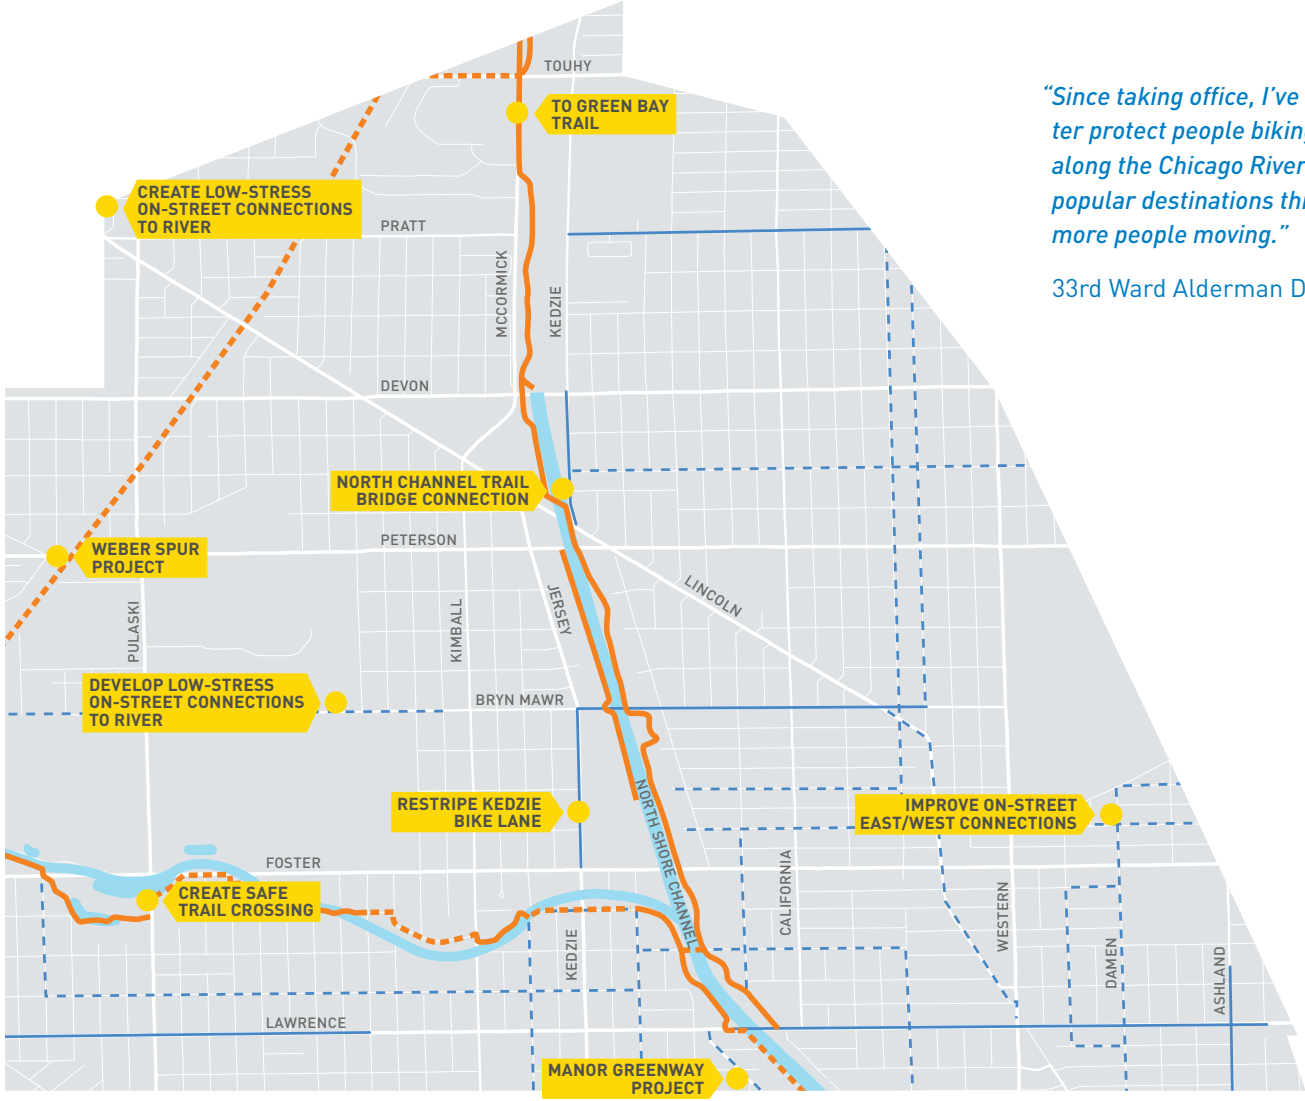 TOUHY
TO GREEN BAY
TRAIL
"Since taking office, I've
ter protect people biking,
along the Chicago River
popular destinations thr
more people moving."
33rd Ward Alderman D
CREATE LOW-STRESS
ON-STREET CONNECTIONS
TO RIVER
PRATT
MCCORMICK
KEDZIE
DEVON
NORTH CHANNEL TRAIL
BRIDGE CONNECTION
PETERSON
WEBER SPUR
PROJECT
LINCOLN
JERSEY
PULASKI
KIMBALL
DEVELOP LOW-STRESS
ON-STREET CONNECTIONS
TO RIVER
BRYN MAWR
RESTRIPE KEDZIE
BIKE LANE
NORTH SHORE CHANNEL
IMPROVE ON-STREET
EAST/WEST CONNECTIONS
FOSTER
CREATE SAFE
TRAIL CROSSING
CALIFORNIA
WESTERN
KEDZIE
DAMEN
ASHLAND
LAWRENCE
MANOR GREENWAY
PROJECT